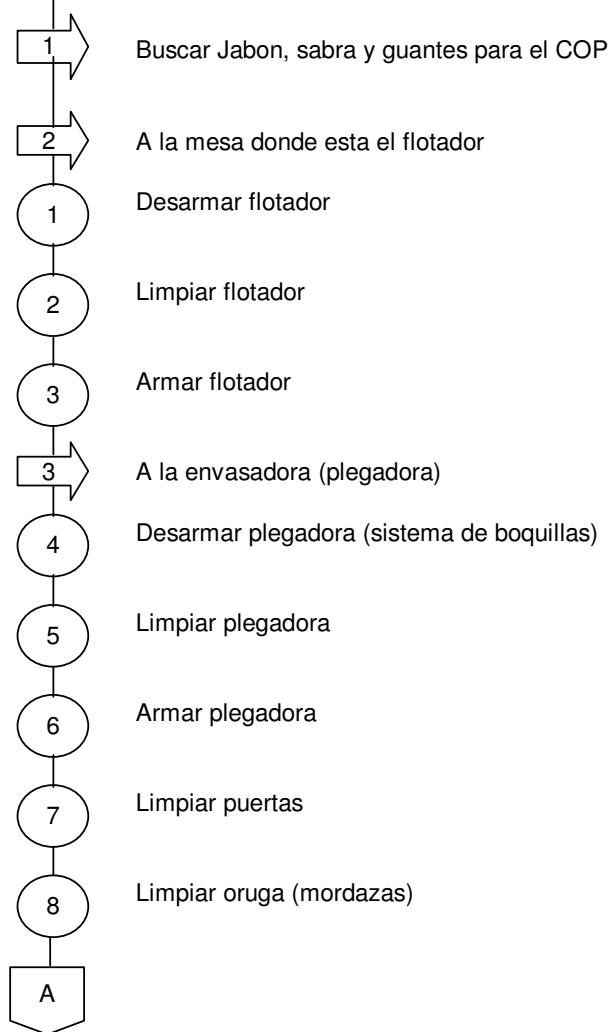 1 Buscar Jabon, sabra y guantes para el COP
2 A la mesa donde esta el flotador
1 Desarmar flotador
2 Limpiar flotador
3 Armar flotador
3 A la envasadora (plegadora)
4 Desarmar plegadora (sistema de boquillas)
5 Limpiar plegadora
6 Armar plegadora
7 Limpiar puertas
8 Limpiar oruga (mordazas)
A